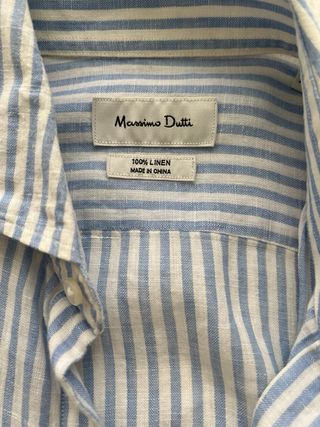 Massimo Dutti
100% LINEN
MADE IN CHINA